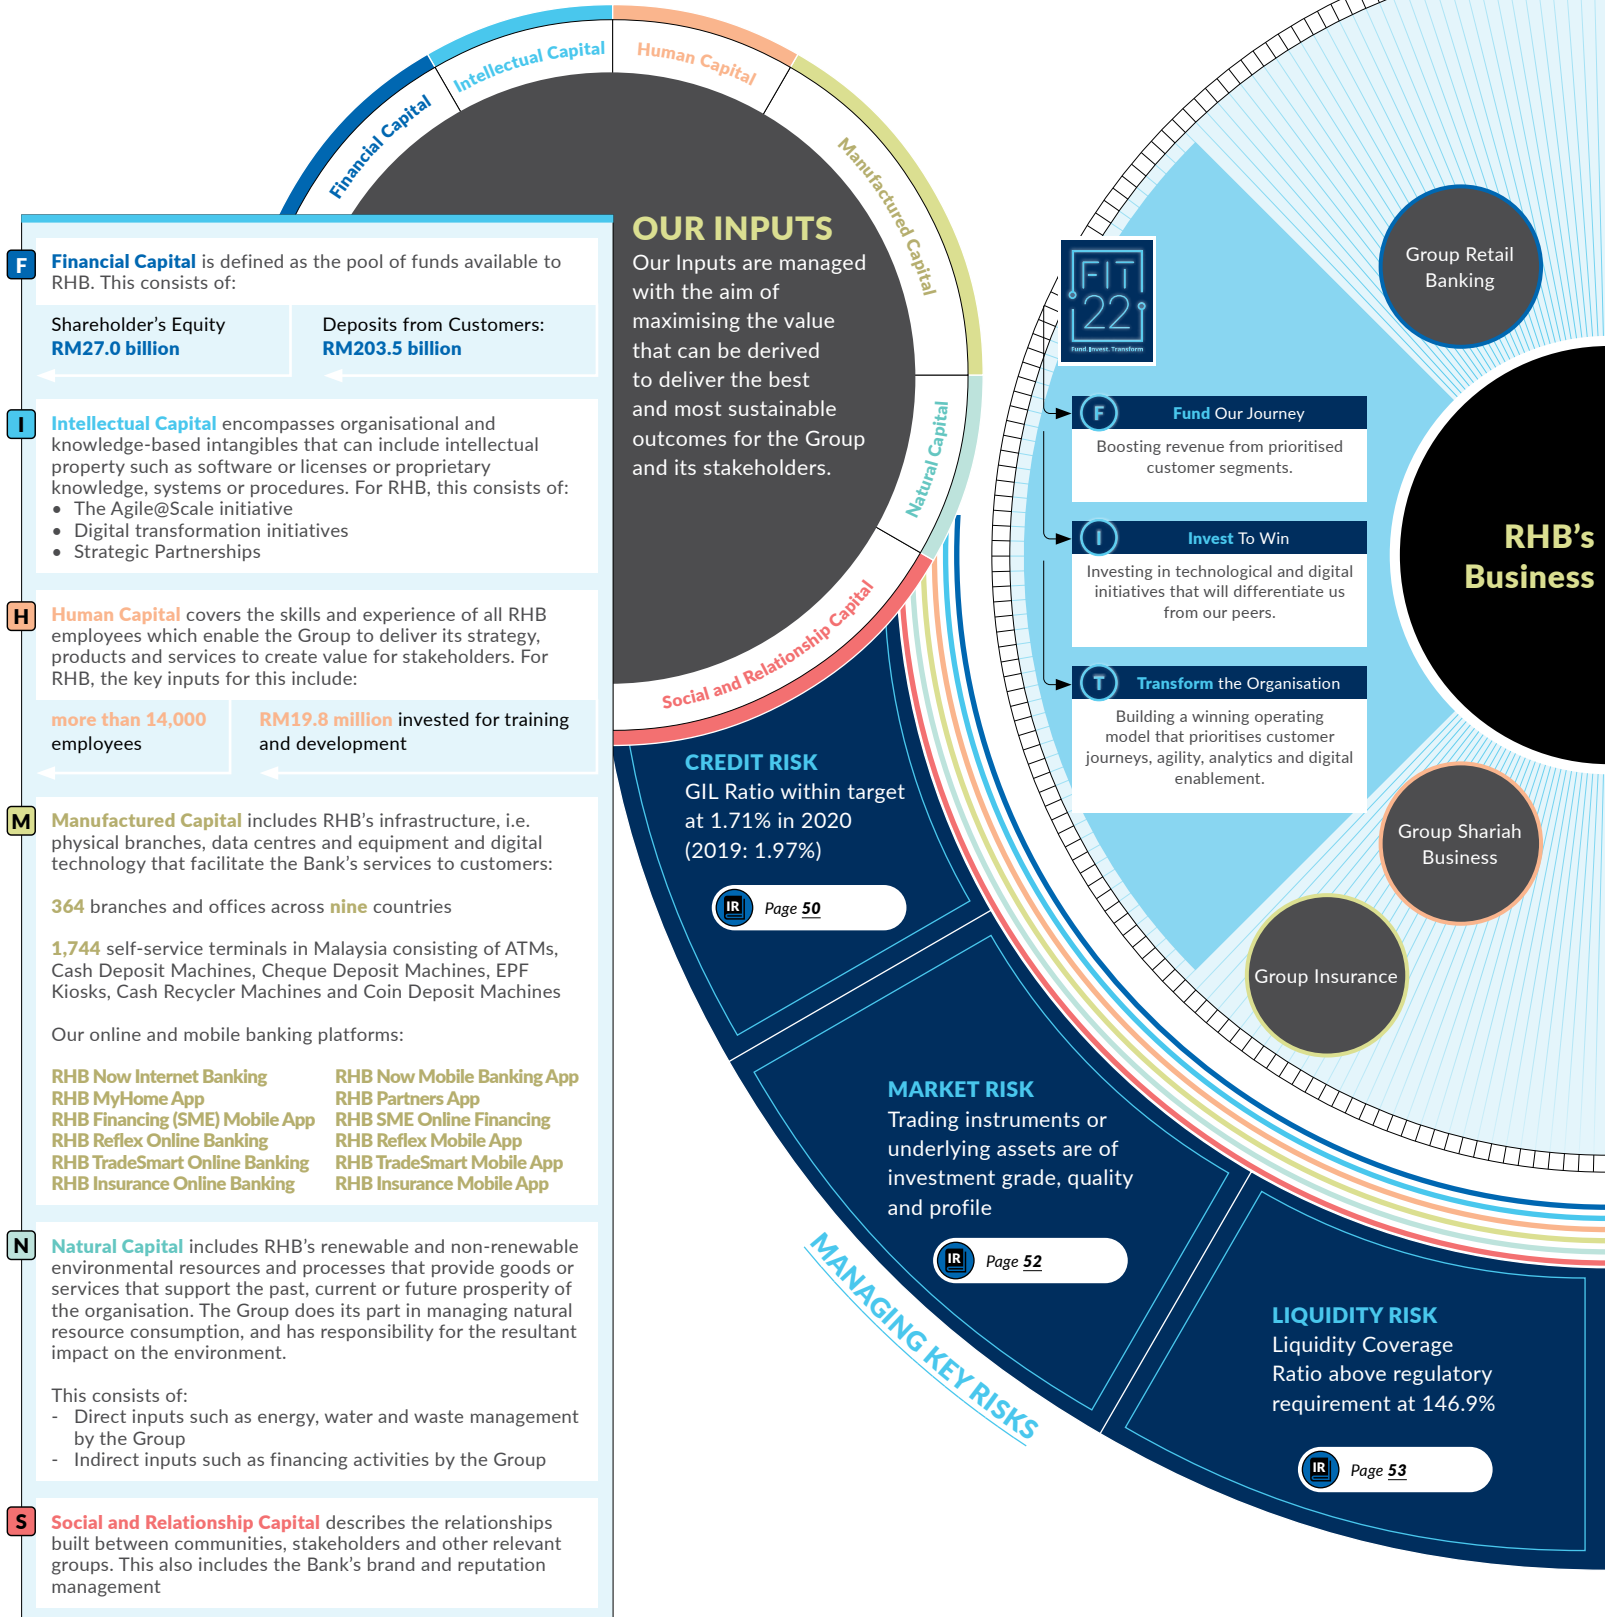 Financial Capital
Intellectual Capital
Human Capital
Manufactured Capital
Natural Capital
Social and Relationship Capital
OUR INPUTS
Our Inputs are managed
with the aim of
maximising the value
that can be derived
to deliver the best
and most sustainable
outcomes for the Group
and its stakeholders.
F
Financial Capital is defined as the pool of funds available to
RHB. This consists of:
Shareholder's Equity
RM27.0 billion
Deposits from Customers:
RM203.5 billion
I
Intellectual Capital encompasses organisational and
knowledge-based intangibles that can include intellectual
property such as software or licenses or proprietary
knowledge, systems or procedures. For RHB, this consists of:
• The Agile@Scale initiative
• Digital transformation initiatives
• Strategic Partnerships
H
Human Capital covers the skills and experience of all RHB
employees which enable the Group to deliver its strategy,
products and services to create value for stakeholders. For
RHB, the key inputs for this include:
more than 14,000
employees
RM19.8 million invested for training
and development
M
Manufactured Capital includes RHB's infrastructure, i.e.
physical branches, data centres and equipment and digital
technology that facilitate the Bank's services to customers:
364 branches and offices across nine countries
1,744 self-service terminals in Malaysia consisting of ATMs,
Cash Deposit Machines, Cheque Deposit Machines, EPF
Kiosks, Cash Recycler Machines and Coin Deposit Machines
Our online and mobile banking platforms:
RHB Now Internet Banking
RHB MyHome App
RHB Financing (SME) Mobile App
RHB Reflex Online Banking
RHB TradeSmart Online Banking
RHB Insurance Online Banking
RHB Now Mobile Banking App
RHB Partners App
RHB SME Online Financing
RHB Reflex Mobile App
RHB TradeSmart Mobile App
RHB Insurance Mobile App
N
Natural Capital includes RHB's renewable and non-renewable
environmental resources and processes that provide goods or
services that support the past, current or future prosperity of
the organisation. The Group does its part in managing natural
resource consumption, and has responsibility for the resultant
impact on the environment.
This consists of:
- Direct inputs such as energy, water and waste management
by the Group
- Indirect inputs such as financing activities by the Group
S
Social and Relationship Capital describes the relationships
built between communities, stakeholders and other relevant
groups. This also includes the Bank's brand and reputation
management
CREDIT RISK
GIL Ratio within target
at 1.71% in 2020
(2019: 1.97%)
IR
Page 50
MARKET RISK
Trading instruments or
underlying assets are of
investment grade, quality
and profile
IR
Page 52
LIQUIDITY RISK
Liquidity Coverage
Ratio above regulatory
requirement at 146.9%
IR
Page 53
MANAGING KEY RISKS
FIT
22
Fund. Invest. Transform
F
Fund Our Journey
Boosting revenue from prioritised
customer segments.
I
Invest To Win
Investing in technological and digital
initiatives that will differentiate us
from our peers.
T
Transform the Organisation
Building a winning operating
model that prioritises customer
journeys, agility, analytics and digital
enablement.
Group Retail
Banking
RHB's
Business
Group Shariah
Business
Group Insurance